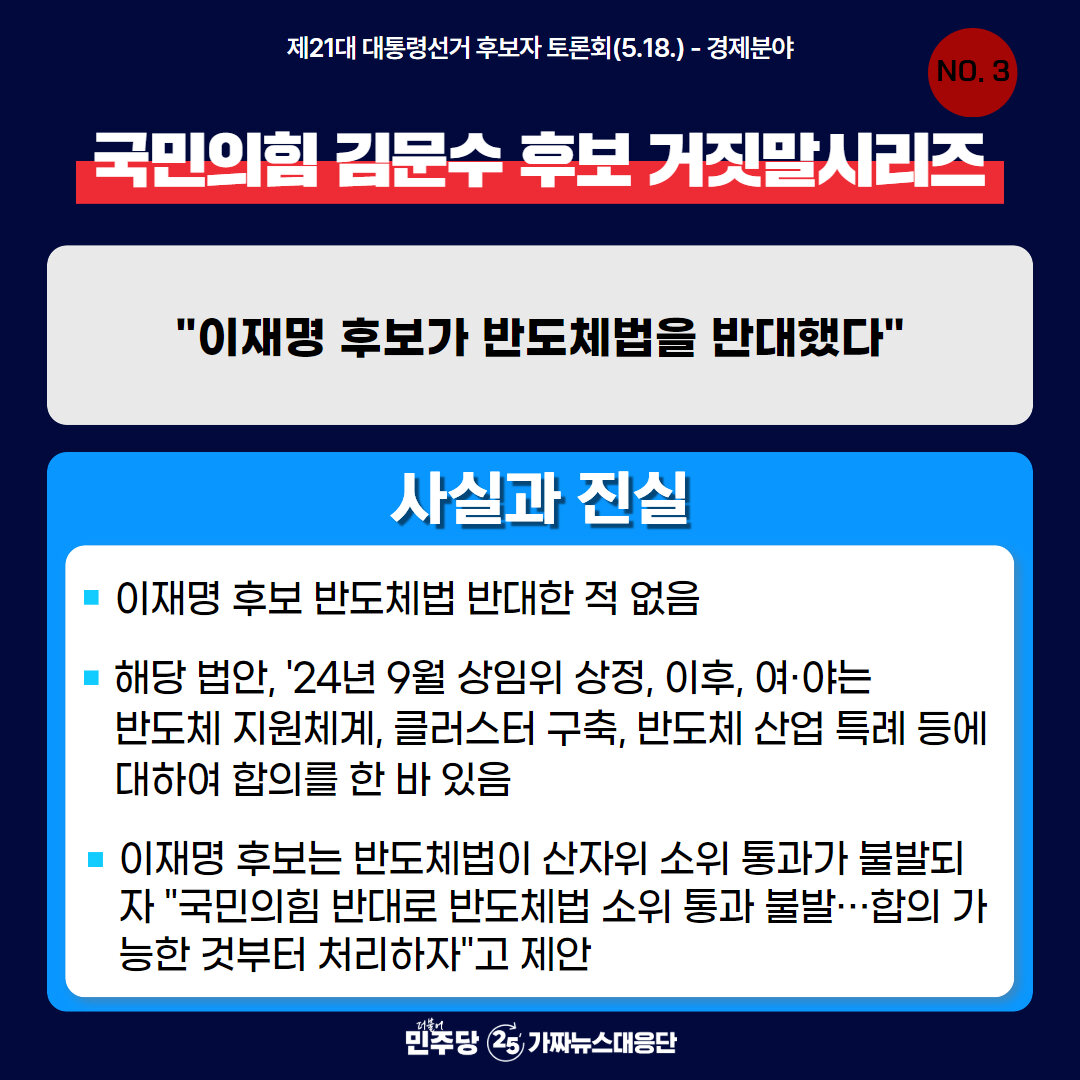 제21대 대통령선거 후보자 토론회(5.18.) - 경제분야
NO. 3
국민의힘 김문수 후보 거짓말시리즈
"이재명 후보가 반도체법을 반대했다"
사실과 진실
이재명 후보 반도체법 반대한 적 없음
해당 법안, '24년 9월 상임위 상정, 이후, 여·야는
반도체 지원체계, 클러스터 구축, 반도체 산업 특례 등에
대하여 합의를 한 바 있음
이재명 후보는 반도체법이 산자위 소위 통과가 불발되
자 "국민의힘 반대로 반도체법 소위 통과 불발…합의 가
능한 것부터 처리하자"고 제안
더불어
민주당 25 가짜뉴스대응단